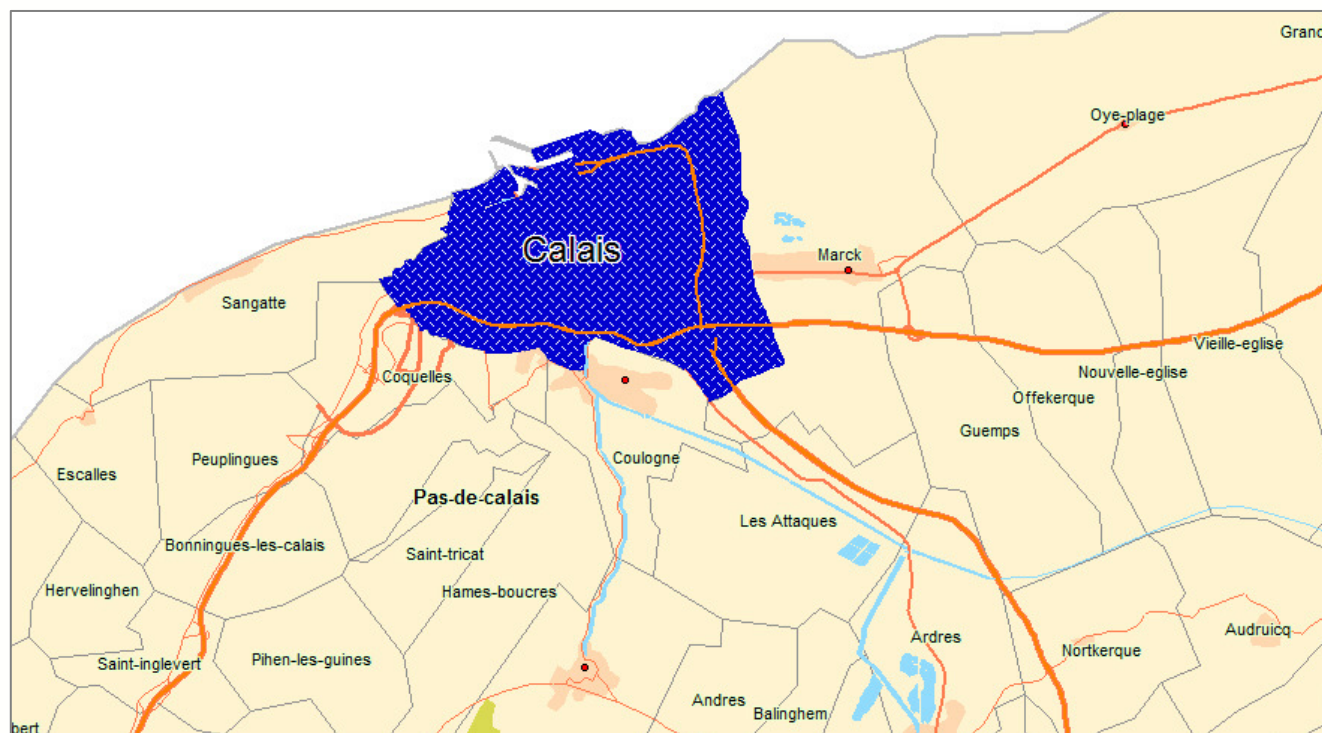 Grand
Oye-plage
Calais
Marck
Sangatte
Vieille-eglise
Coquelles
Nouvelle-eglise
Offekerque
Guemps
Peuplingues
Coulogne
Escalles
Pas-de-calais
Les Attaques
Bonningues-les-calais
Saint-tricat
Hervelinghen
Hames-boucres
Audruicq
Ardres
Nortkerque
Saint-inglevert
Pihen-les-guines
Andres
Balinghem
bert